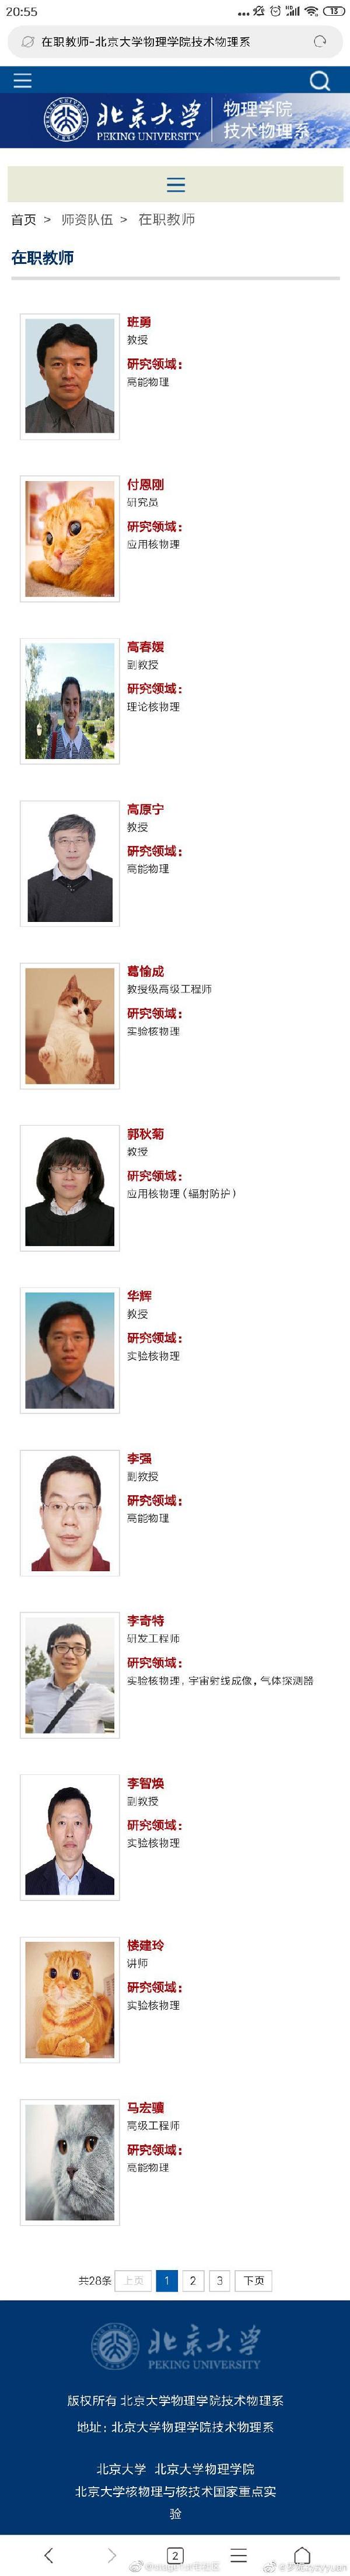 20:55
在职教师-北京大学物理学院技术物理系
北京大学
PEKING UNIVERSITY
物理学院
技术物理系
首页 > 师资队伍 > 在职教师
在职教师
班勇
教授
研究领域：
高能物理
付恩刚
研究员
研究领域：
应用核物理
高春媛
副教授
研究领域：
理论核物理
高原宁
教授
研究领域：
高能物理
葛愉成
教授级高级工程师
研究领域：
实验核物理
郭秋菊
教授
研究领域：
应用核物理（辐射防护）
华辉
教授
研究领域：
实验核物理
李强
副教授
研究领域：
高能物理
李奇特
研发工程师
研究领域：
实验核物理，宇宙射线成像，气体探测器
李智焕
副教授
研究领域：
实验核物理
楼建玲
讲师
研究领域：
实验核物理
马宏骥
高级工程师
研究领域：
高能物理
共28条 上页 1 2 3 下页
北京大学
PEKING UNIVERSITY
版权所有 北京大学物理学院技术物理系
地址：北京大学物理学院技术物理系
北京大学 北京大学物理学院
北京大学核物理与核技术国家重点实
验
2